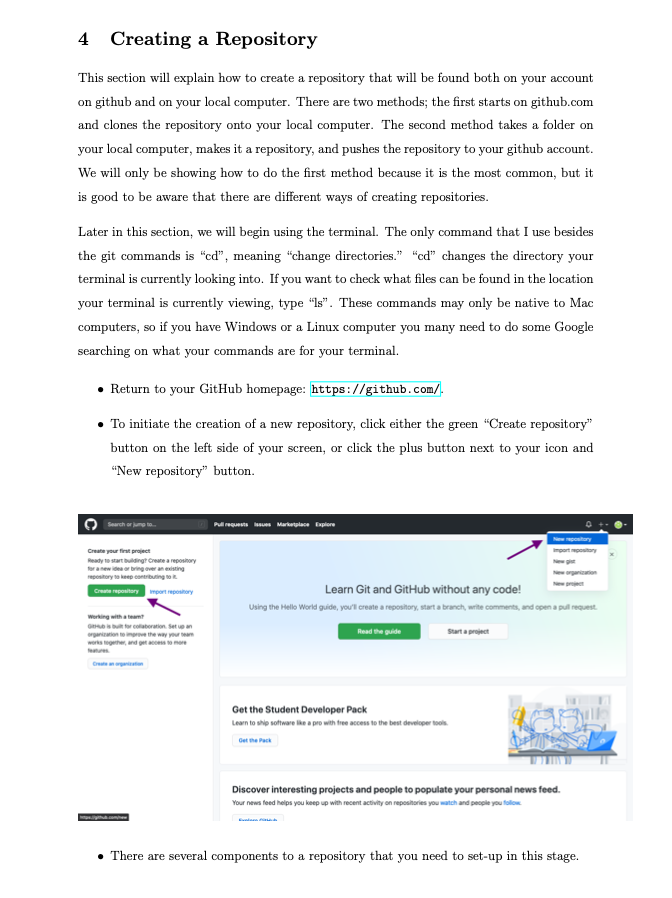 4 Creating a Repository
This section will explain how to create a repository that will be found both on your account
on github and on your local computer. There are two methods; the first starts on github.com
and clones the repository onto your local computer. The second method takes a folder on
your local computer, makes it a repository, and pushes the repository to your github account.
We will only be showing how to do the first method because it is the most common, but it
is good to be aware that there are different ways of creating repositories.
Later in this section, we will begin using the terminal. The only command that I use besides
the git commands is “cd”, meaning “change directories.” “cd” changes the directory your
terminal is currently looking into. If you want to check what files can be found in the location
your terminal is currently viewing, type “ls”. These commands may only be native to Mac
computers, so if you have Windows or a Linux computer you many need to do some Google
searching on what your commands are for your terminal.
• Return to your GitHub homepage: https://github.com/.
• To initiate the creation of a new repository, click either the green “Create repository”
button on the left side of your screen, or click the plus button next to your icon and
“New repository” button.
Search or jump to... Pull requests Issues Marketplace Explore
New repository
Import repository
New gist
New organization
New project
Create your first project
Ready to start building? Create a repository
for a new idea or bring over an existing
repository to keep contributing to it.
Create repository Import repository
Working with a team?
GitHub is built for collaboration. Set up an
organization to improve the way your team
works together, and get access to more
features.
Create an organization
Learn Git and GitHub without any code!
Using the Hello World guide, you'll create a repository, start a branch, write comments, and open a pull request.
Read the guide Start a project
Get the Student Developer Pack
Learn to ship software like a pro with free access to the best developer tools.
Get the Pack
Discover interesting projects and people to populate your personal news feed.
Your news feed helps you keep up with recent activity on repositories you watch and people you follow.
Explore GitHub
https://github.com/new
• There are several components to a repository that you need to set-up in this stage.